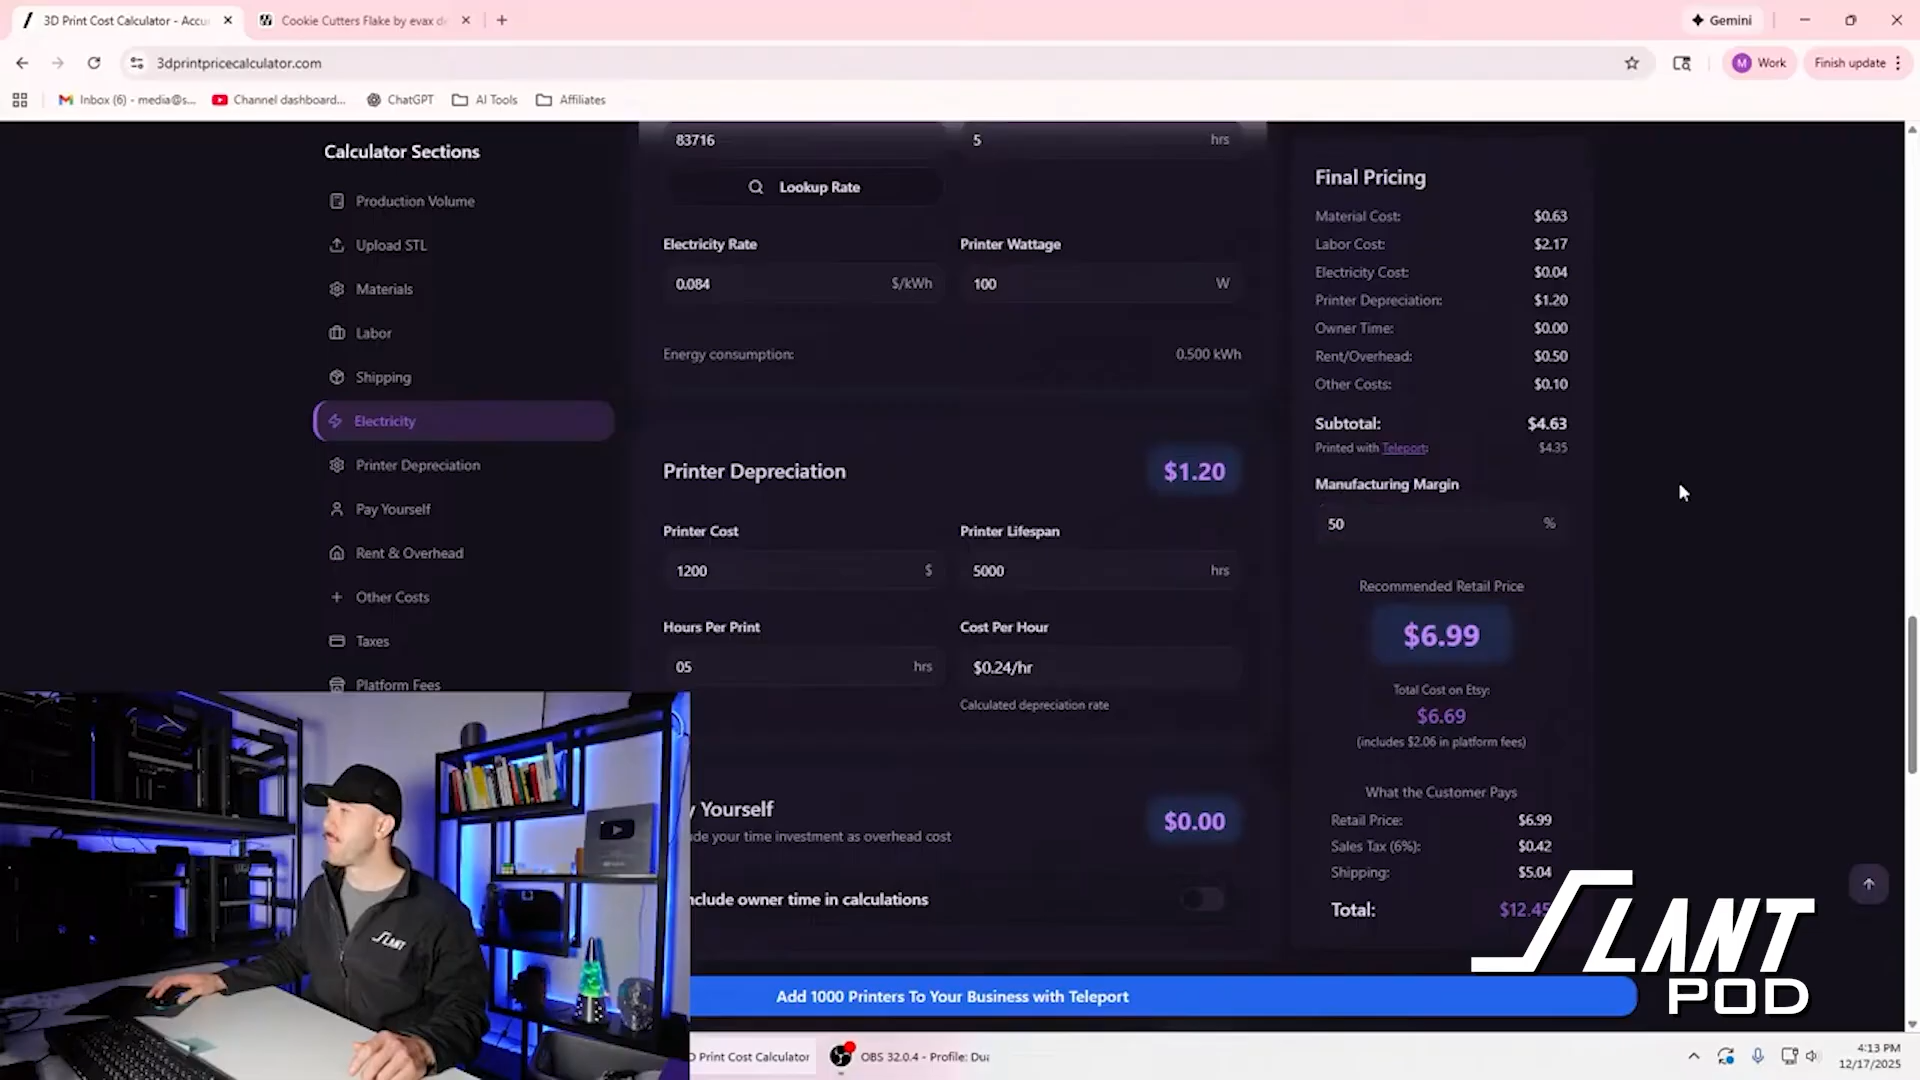 3D Print Cost Calculator - Accu
Cookie Cutters Flake by evax de
Gemini
3dprintpricecalculator.com
Work
Finish update
Inbox (6) - media@s...
Channel dashboard...
ChatGPT
AI Tools
Affiliates
Calculator Sections
Production Volume
Upload STL
Materials
Labor
Shipping
Electricity
Printer Depreciation
Pay Yourself
Rent & Overhead
Other Costs
Taxes
Platform Fees
83716
5 hrs
Lookup Rate
Electricity Rate
Printer Wattage
0.084 $/kWh
100 W
Energy consumption: 0.500 kWh
Printer Depreciation
$1.20
Printer Cost
Printer Lifespan
1200 $
5000 hrs
Hours Per Print
Cost Per Hour
05 hrs
$0.24/hr
Calculated depreciation rate
y Yourself
$0.00
ude your time investment as overhead cost
nclude owner time in calculations
Add 1000 Printers To Your Business with Teleport
Final Pricing
Material Cost: $0.63
Labor Cost: $2.17
Electricity Cost: $0.04
Printer Depreciation: $1.20
Owner Time: $0.00
Rent/Overhead: $0.50
Other Costs: $0.10
Subtotal: $4.63
Printed with Teleport: $4.35
Manufacturing Margin
50 %
Recommended Retail Price
$6.99
Total Cost on Etsy:
$6.69
(includes $2.06 in platform fees)
What the Customer Pays
Retail Price: $6.99
Sales Tax (6%): $0.42
Shipping: $5.04
Total: $12.45
SLANT
POD
SLANT
D Print Cost Calculator
OBS 32.0.4 - Profile: Dua
4:13 PM
12/17/2025